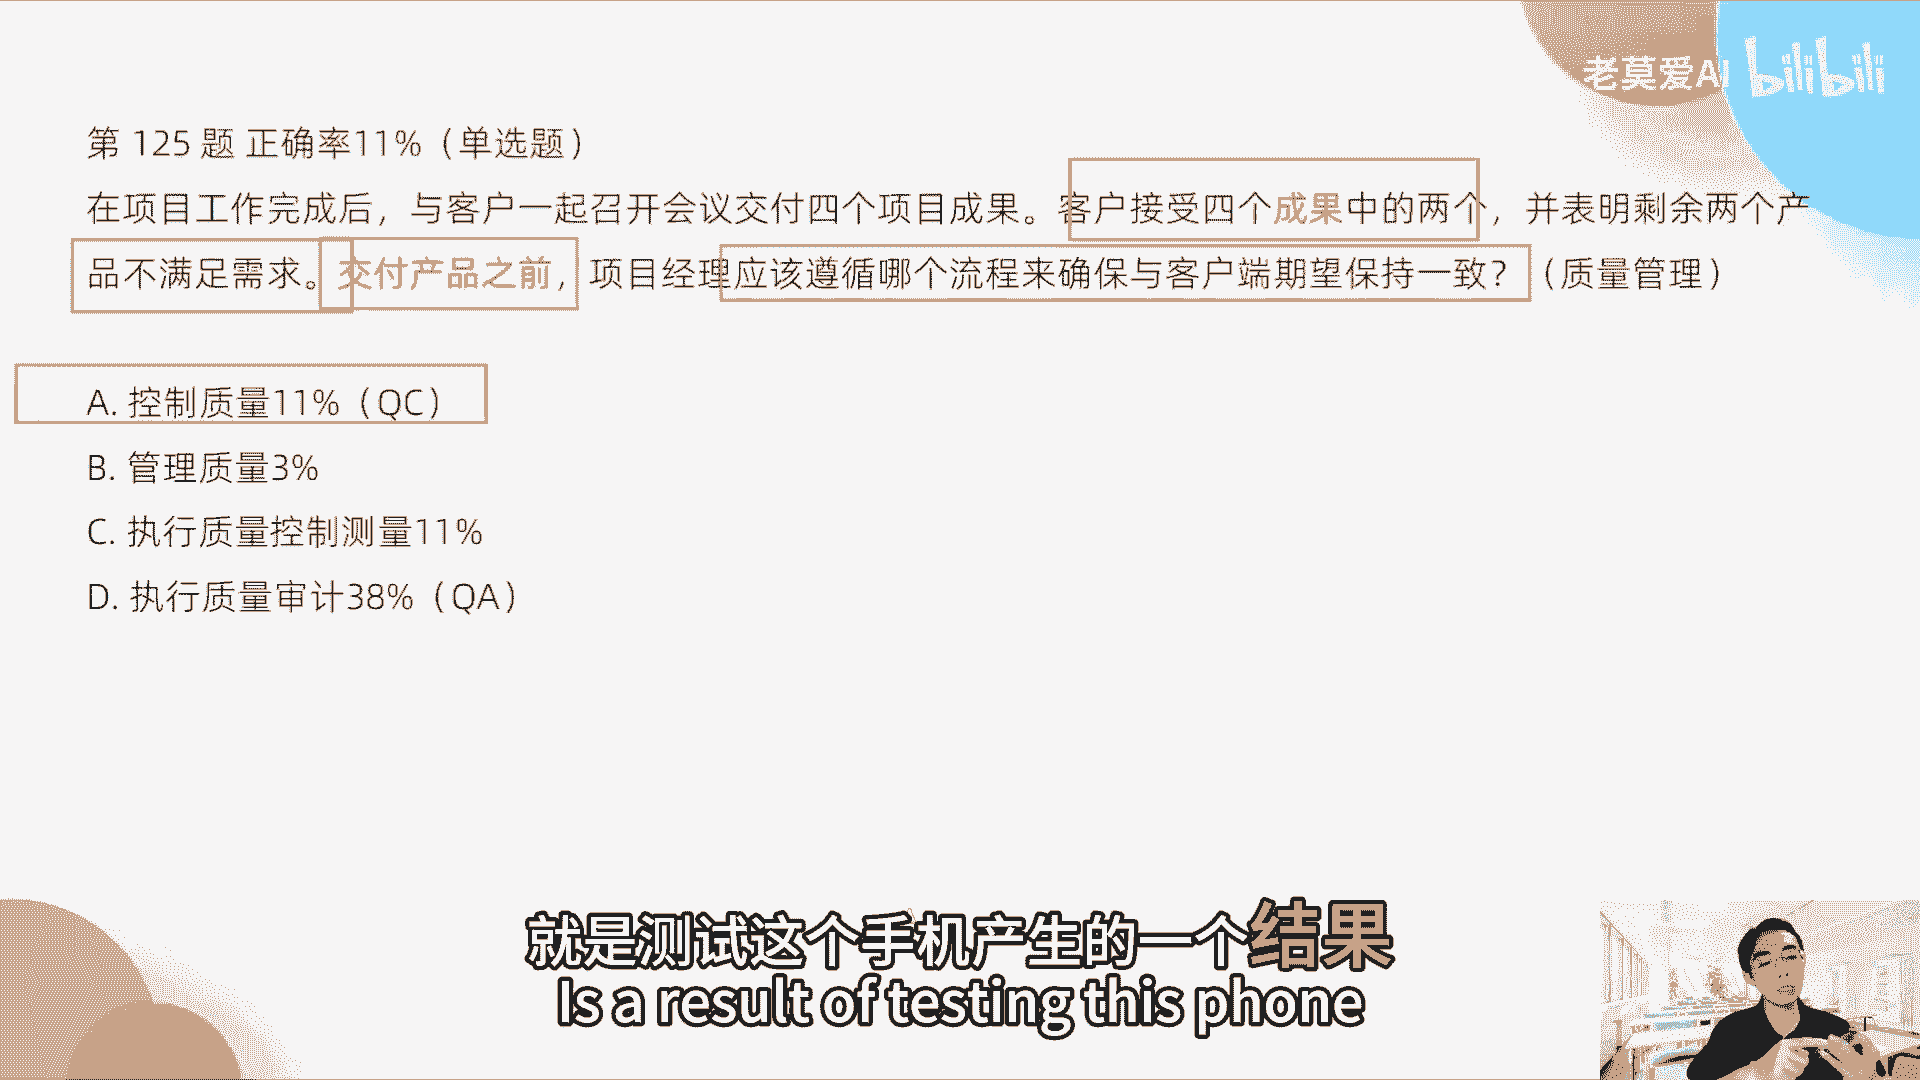 老莫爱AI bilibili
第 125 题 正确率11%（单选题）
在项目工作完成后，与客户一起召开会议交付四个项目成果。客户接受四个成果中的两个，并表明剩余两个产
品不满足需求。交付产品之前，项目经理应该遵循哪个流程来确保与客户端期望保持一致？（质量管理）
A. 控制质量11%（QC）
B. 管理质量3%
C. 执行质量控制测量11%
D. 执行质量审计38%（QA）
就是测试这个手机产生的一个结果
Is a result of testing this phone